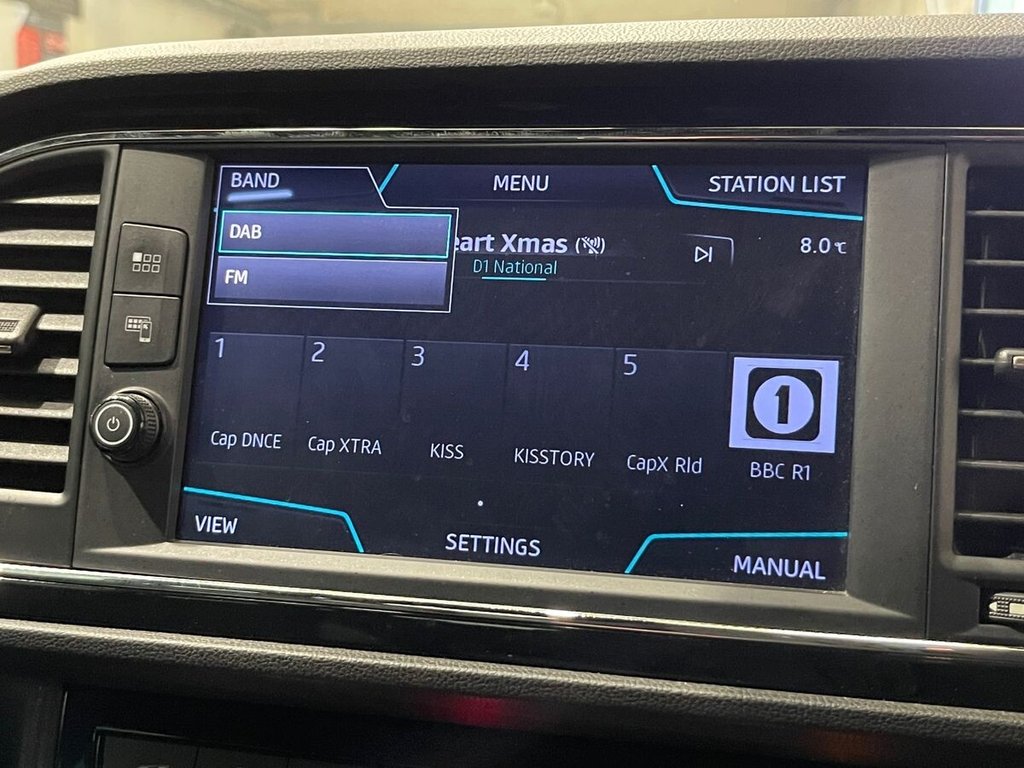 BAND
MENU
STATION LIST
DAB
eart Xmas
8.0 °C
D1 National
FM
1
2
3
4
5
1
Cap DNCE
Cap XTRA
KISS
KISSTORY
CapX Rld
BBC R1
VIEW
SETTINGS
MANUAL